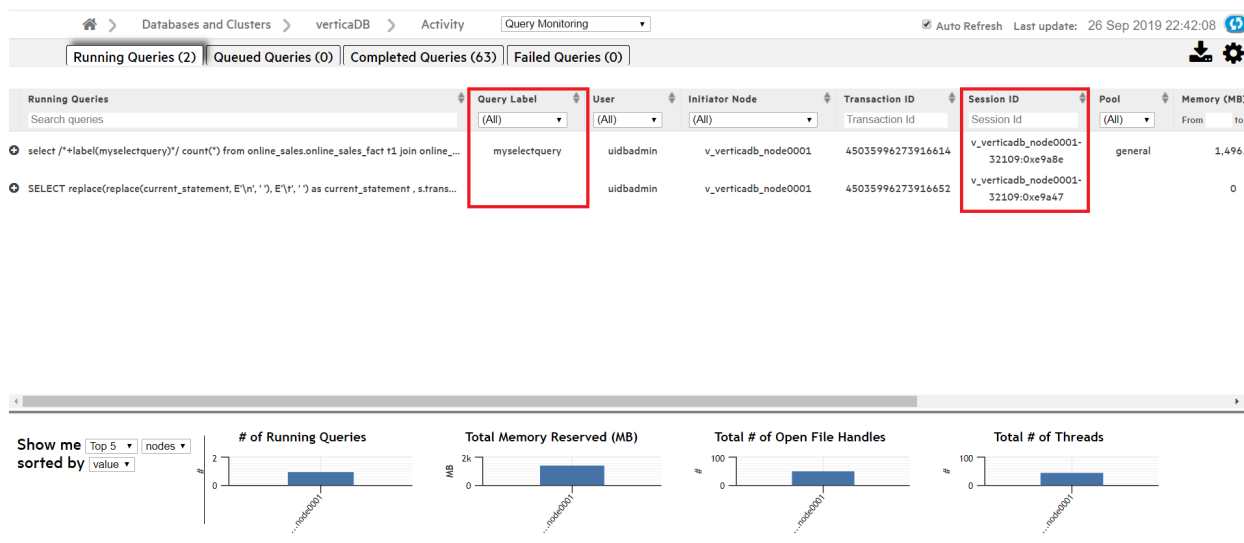 Databases and Clusters verticaDB Activity Query Monitoring Auto Refresh Last update: 26 Sep 2019 22:42:08
Running Queries (2) Queued Queries (0) Completed Queries (63) Failed Queries (0)
Running Queries Query Label User Initiator Node Transaction ID Session ID Pool Memory (MB)
Search queries (All) (All) (All) Transaction Id Session Id (All) From to
select /*+label(myselectquery)*/ count(*) from online_sales.online_sales_fact t1 join online_... myselectquery uidbadmin v_verticadb_node0001 45035996273916614 v_verticadb_node0001-32109:0xe9a8e general 1,496.
SELECT replace(replace(current_statement, E'\n', ' '), E'\t', ' ') as current_statement , s.trans... uidbadmin v_verticadb_node0001 45035996273916652 v_verticadb_node0001-32109:0xe9a47 0
Show me Top 5 nodes
sorted by value
# of Running Queries
2
#
0
...node0001
Total Memory Reserved (MB)
2k
MB
0
...node0001
Total # of Open File Handles
100
#
0
...node0001
Total # of Threads
100
#
0
...node0001